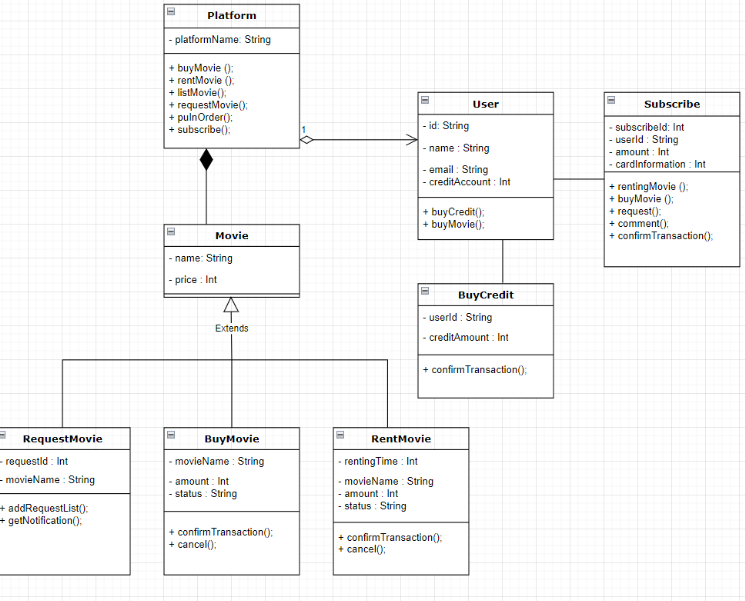 Platform
- platformName: String
+ buyMovie ();
+ rentMovie ();
+ listMovie();
+ requestMovie();
+ puInOrder();
+ subscribe();
1
User
- id: String
- name : String
- email : String
- creditAccount : Int
+ buyCredit();
+ buyMovie();
Subscribe
- subscribeId: Int
- userId : String
- amount : Int
- cardInformation : Int
+ rentingMovie ();
+ buyMovie ();
+ request();
+ comment();
+ confirmTransaction();
Movie
- name: String
- price : Int
Extends
BuyCredit
- userId : String
- creditAmount : Int
+ confirmTransaction();
RequestMovie
- requestId : Int
- movieName : String
+ addRequestList();
+ getNotification();
BuyMovie
- movieName : String
- amount : Int
- status : String
+ confirmTransaction();
+ cancel();
RentMovie
- rentingTime : Int
- movieName : String
- amount : Int
- status : String
+ confirmTransaction();
+ cancel();